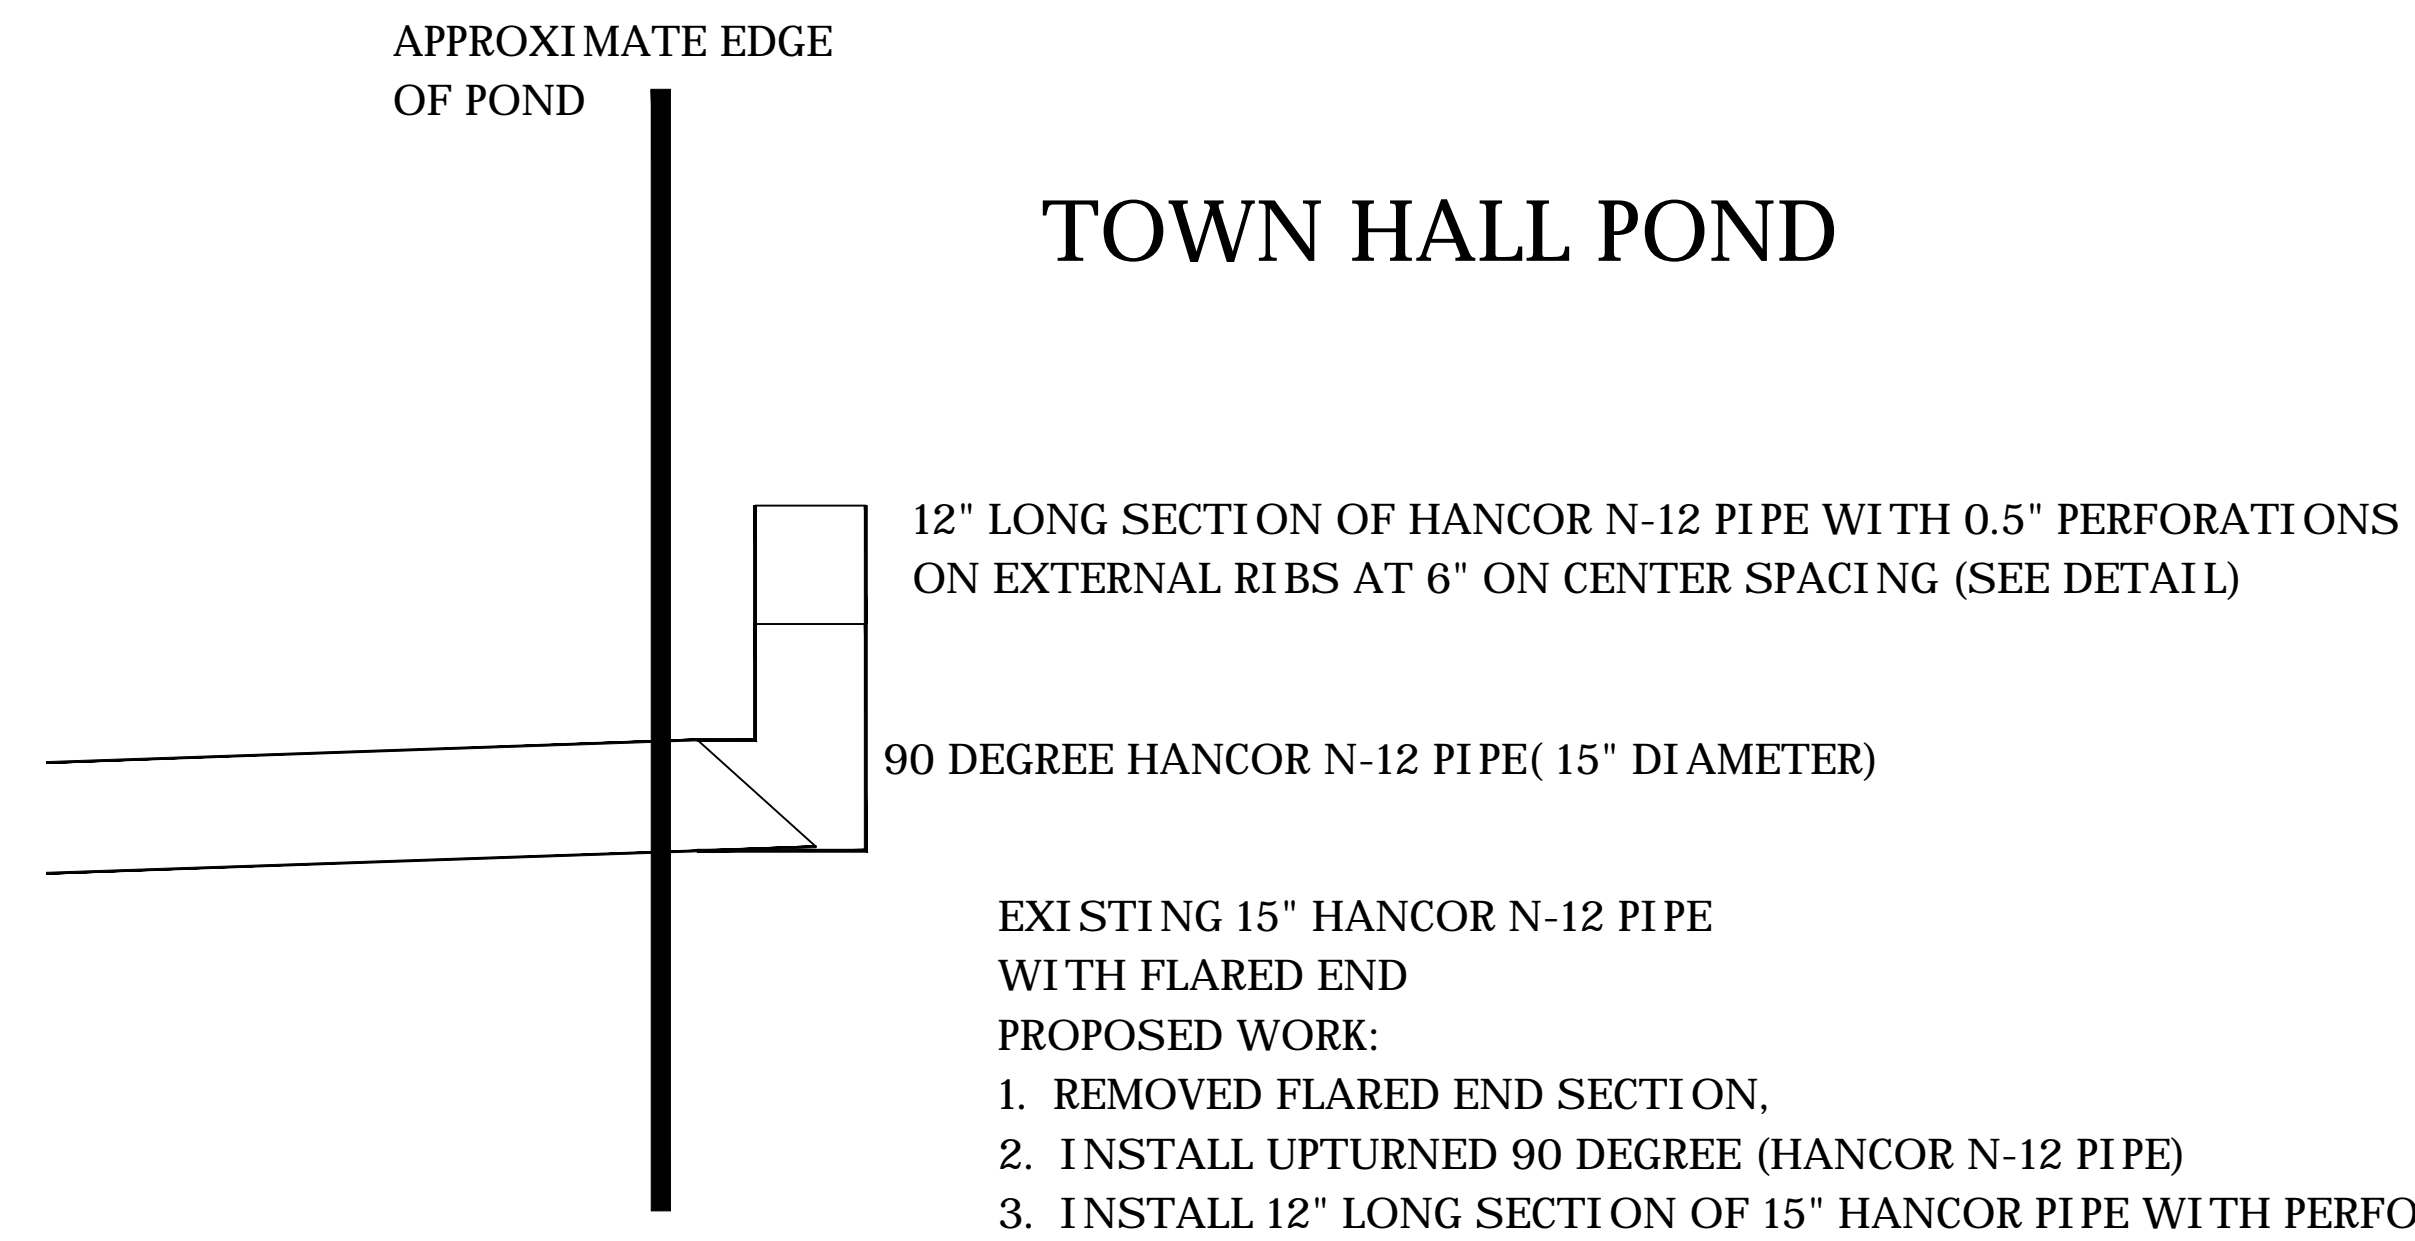 APPROXIMATE EDGE
OF POND
TOWN HALL POND
12" LONG SECTION OF HANCOR N-12 PIPE WITH 0.5" PERFORATIONS
ON EXTERNAL RIBS AT 6" ON CENTER SPACING (SEE DETAIL)
90 DEGREE HANCOR N-12 PIPE( 15" DIAMETER)
EXISTING 15" HANCOR N-12 PIPE
WITH FLARED END
PROPOSED WORK:
1. REMOVED FLARED END SECTION,
2. INSTALL UPTURNED 90 DEGREE (HANCOR N-12 PIPE)
3. INSTALL 12" LONG SECTION OF 15" HANCOR PIPE WITH